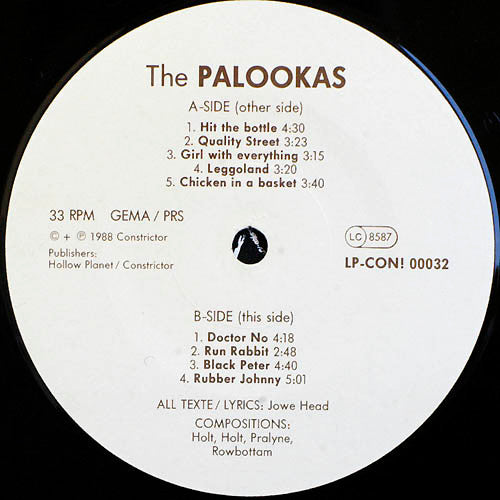 The PALOOKAS
A-SIDE (other side)
1. Hit the bottle 4:30
2. Quality Street 3:23
3. Girl with everything 3:15
4. Leggoland 3:20
5. Chicken in a basket 3:40
33 RPM GEMA / PRS
© + ℗ 1988 Constrictor
Publishers:
Hollow Planet / Constrictor
LC 8587
LP-CON! 00032
B-SIDE (this side)
1. Doctor No 4:18
2. Run Rabbit 2:48
3. Black Peter 4:40
4. Rubber Johnny 5:01
ALL TEXTE / LYRICS: Jowe Head
COMPOSITIONS:
Holt, Holt, Pralyne,
Rowbottam